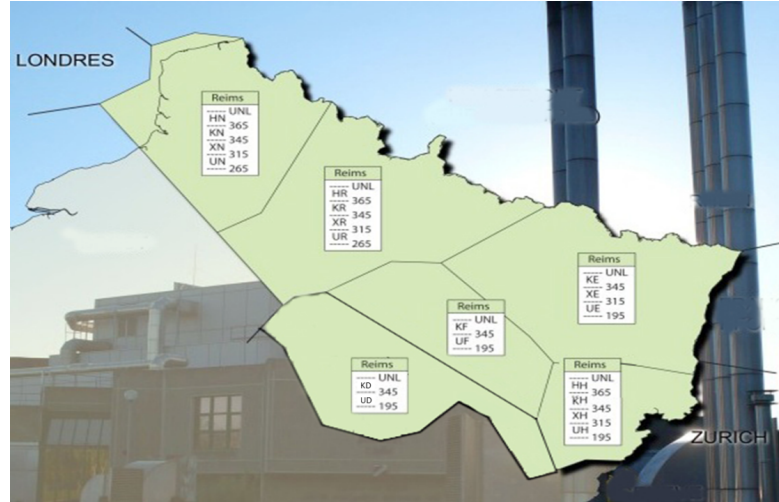 LONDRES
Reims
----- UNL
HN
----- 365
KN
----- 345
XN
----- 315
UN
----- 265
Reims
----- UNL
HR
----- 365
KR
----- 345
XR
----- 315
UR
----- 265
Reims
----- UNL
KE
----- 345
XE
----- 315
UE
----- 195
Reims
----- UNL
KF
----- 345
UF
----- 195
Reims
----- UNL
KD
----- 345
UD
----- 195
Reims
----- UNL
HH
----- 365
KH
----- 345
XH
----- 315
UH
----- 195
ZURICH